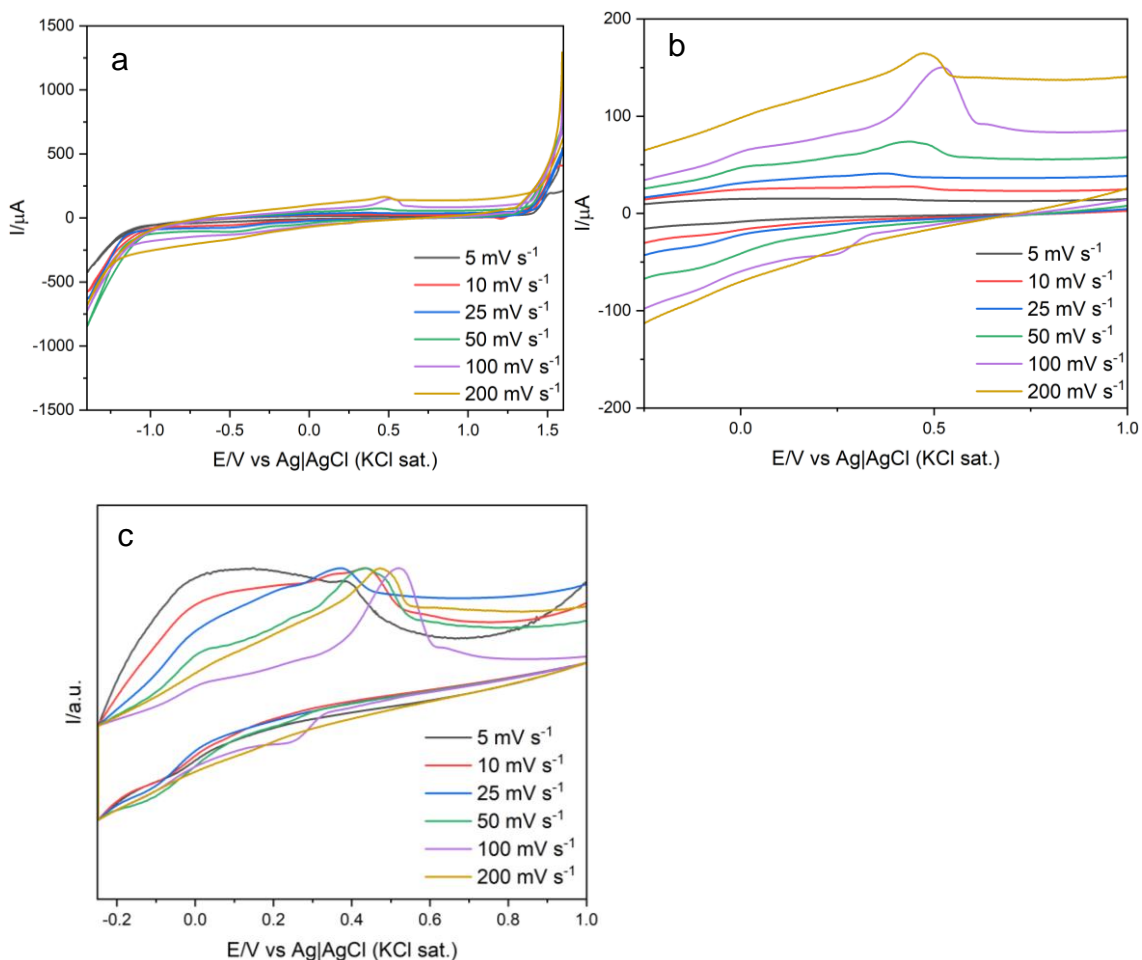 a
1500
1000
500
0
-500
-1000
-1500
I/µA
-1.0 -0.5 0.0 0.5 1.0 1.5
E/V vs Ag|AgCl (KCl sat.)
5 mV s⁻¹
10 mV s⁻¹
25 mV s⁻¹
50 mV s⁻¹
100 mV s⁻¹
200 mV s⁻¹
b
200
100
0
-100
-200
I/µA
0.0 0.5 1.0
E/V vs Ag|AgCl (KCl sat.)
5 mV s⁻¹
10 mV s⁻¹
25 mV s⁻¹
50 mV s⁻¹
100 mV s⁻¹
200 mV s⁻¹
c
I/a.u.
-0.2 0.0 0.2 0.4 0.6 0.8 1.0
E/V vs Ag|AgCl (KCl sat.)
5 mV s⁻¹
10 mV s⁻¹
25 mV s⁻¹
50 mV s⁻¹
100 mV s⁻¹
200 mV s⁻¹